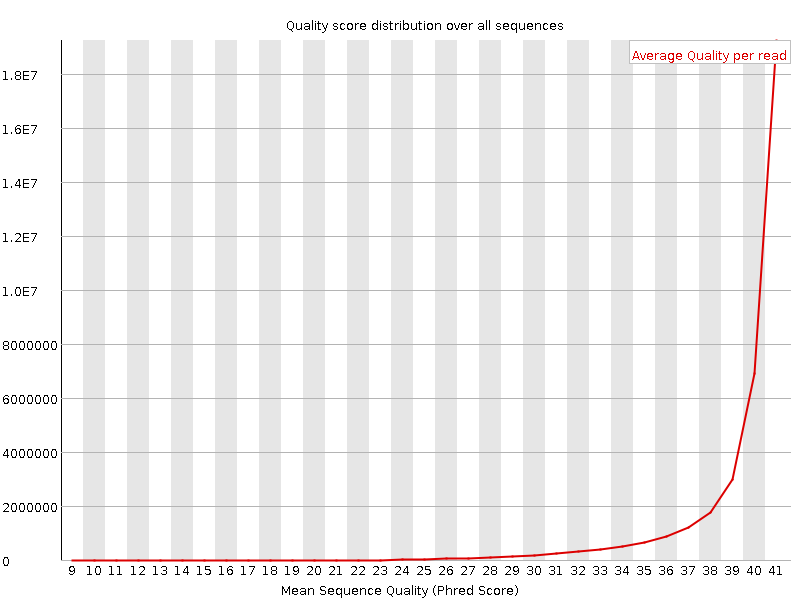 Quality score distribution over all sequences
Average Quality per read
1.8E7
1.6E7
1.4E7
1.2E7
1.0E7
8000000
6000000
4000000
2000000
0
9 10 11 12 13 14 15 16 17 18 19 20 21 22 23 24 25 26 27 28 29 30 31 32 33 34 35 36 37 38 39 40 41
Mean Sequence Quality (Phred Score)